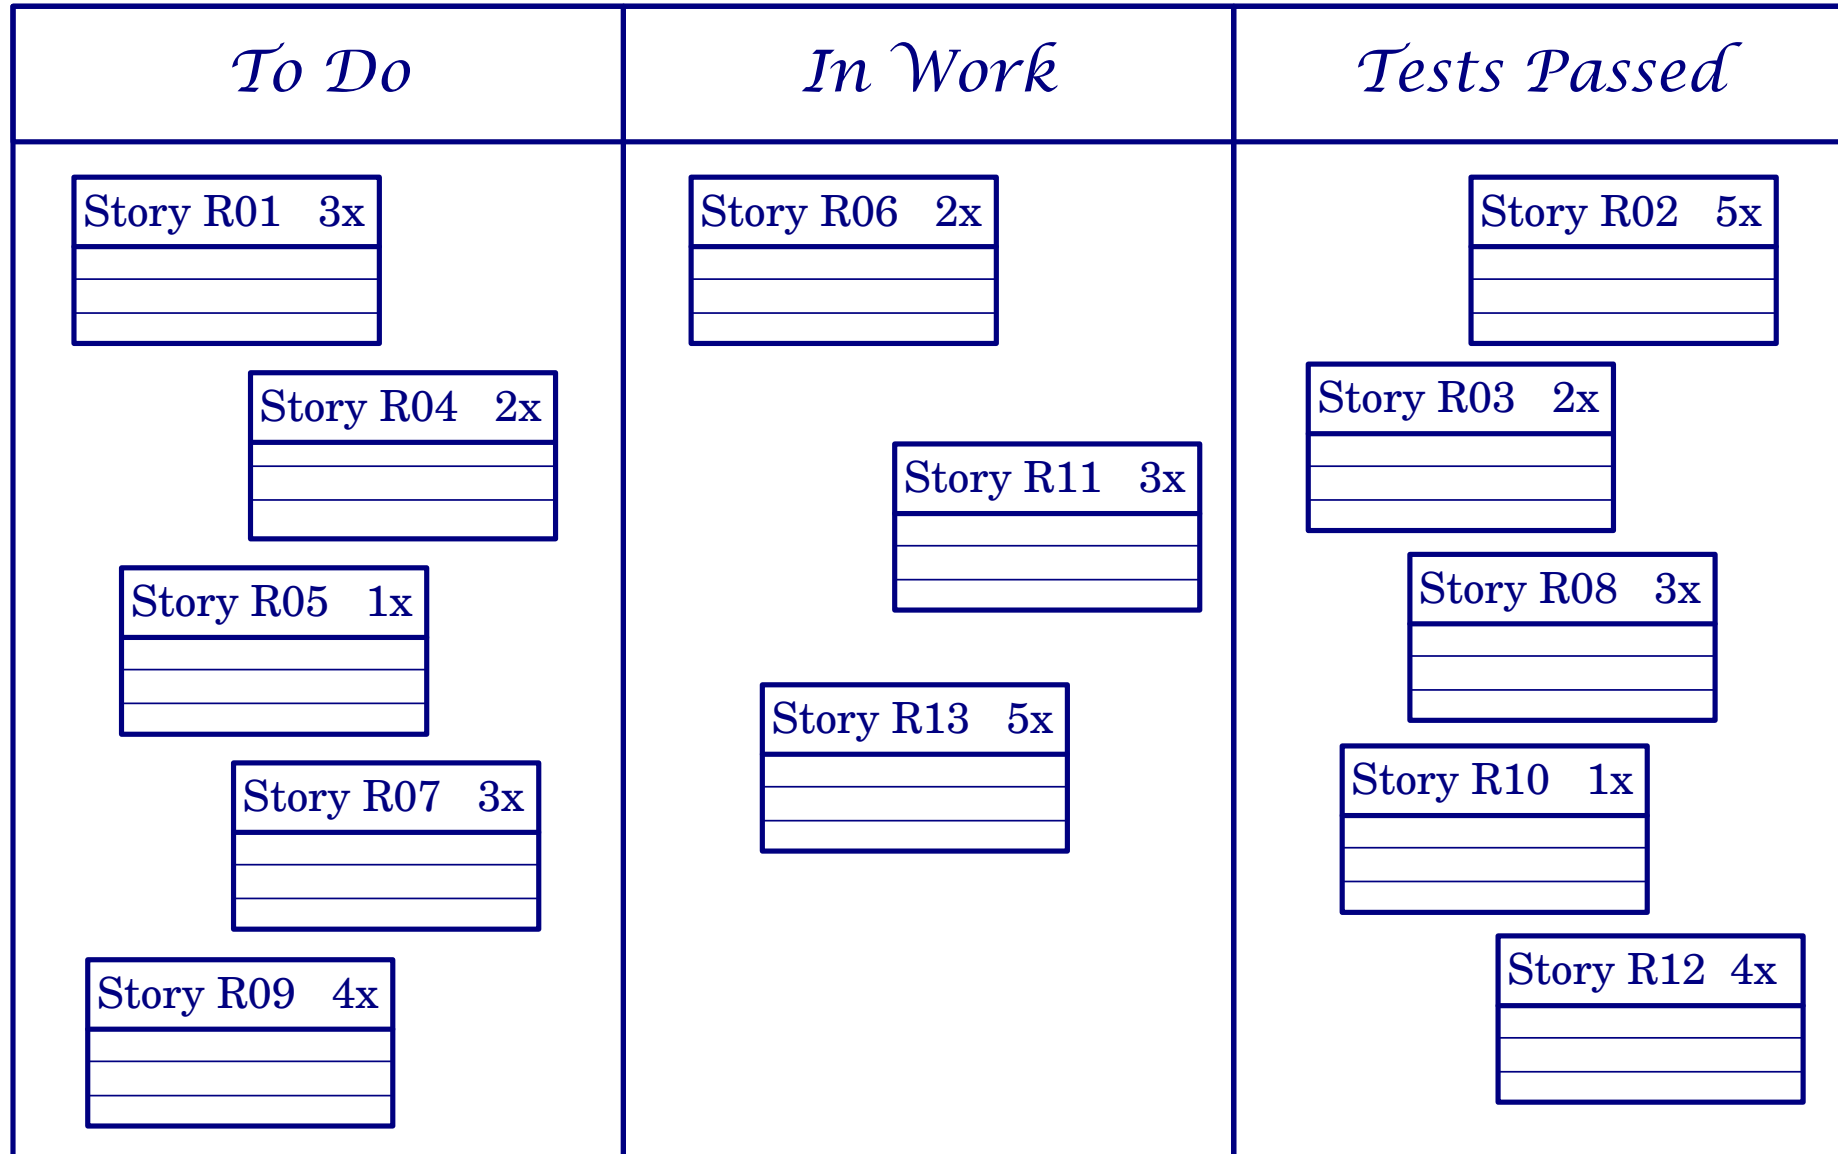 To Do
In Work
Tests Passed
Story R01 3x
Story R04 2x
Story R05 1x
Story R07 3x
Story R09 4x
Story R06 2x
Story R11 3x
Story R13 5x
Story R02 5x
Story R03 2x
Story R08 3x
Story R10 1x
Story R12 4x